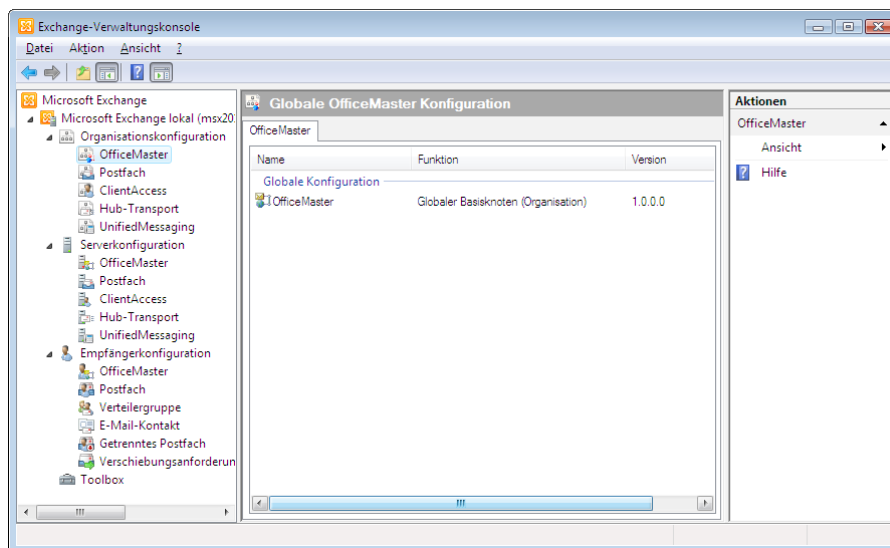 Exchange-Verwaltungskonsole
Datei Aktion Ansicht ?
Microsoft Exchange
Microsoft Exchange lokal (msx20
Organisationskonfiguration
OfficeMaster
Postfach
ClientAccess
Hub-Transport
UnifiedMessaging
Serverkonfiguration
OfficeMaster
Postfach
ClientAccess
Hub-Transport
UnifiedMessaging
Empfängerkonfiguration
OfficeMaster
Postfach
Verteilergruppe
E-Mail-Kontakt
Getrenntes Postfach
Verschiebungsanforderun
Toolbox
Globale OfficeMaster Konfiguration
OfficeMaster
Name Funktion Version
Globale Konfiguration
OfficeMaster Globaler Basisknoten (Organisation) 1.0.0.0
Aktionen
OfficeMaster
Ansicht
Hilfe